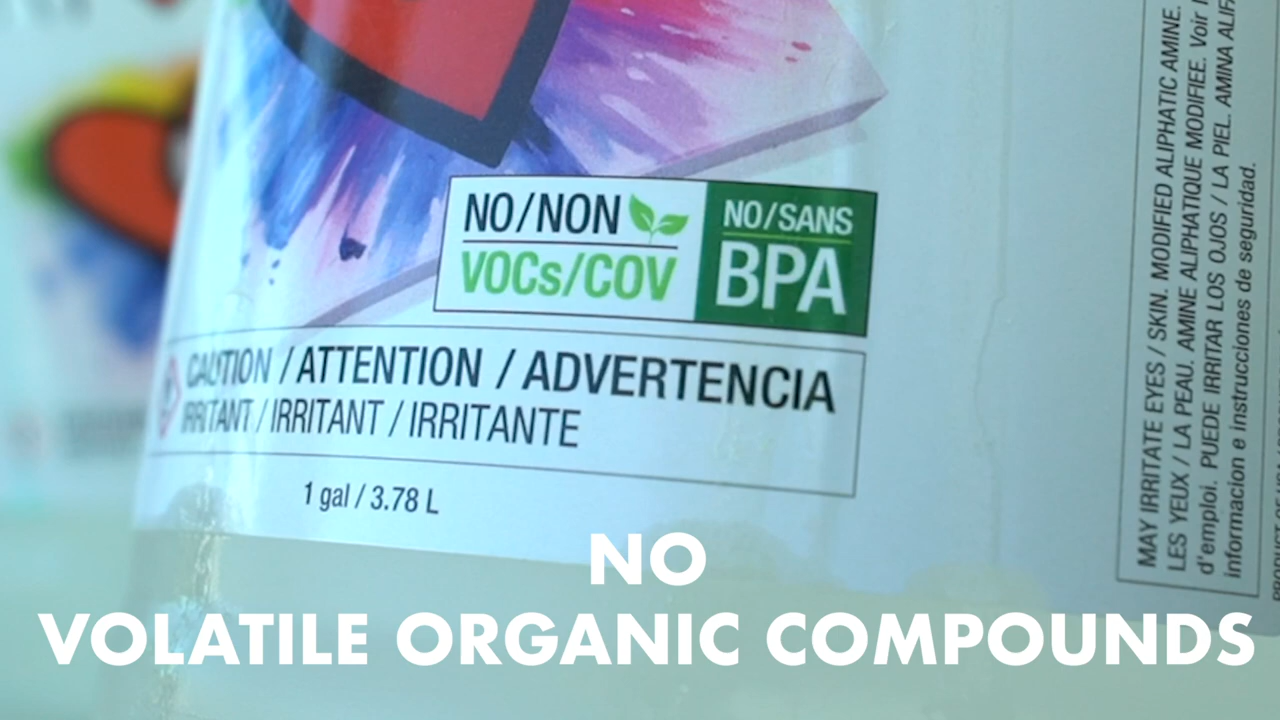 NO/NON
VOCs/COV
NO/SANS
BPA
CAUTION / ATTENTION / ADVERTENCIA
IRRITANT / IRRITANT / IRRITANTE
1 gal / 3.78 L
MAY IRRITATE EYES / SKIN. MODIFIED ALIPHATIC AMINE.
LES YEUX / LA PEAU. AMINE ALIPHATIQUE MODIFIEE. Voir
d'emploi. PUEDE IRRITAR LOS OJOS / LA PIEL. AMINA
informacion e instrucciones de seguridad.
NO
VOLATILE ORGANIC COMPOUNDS